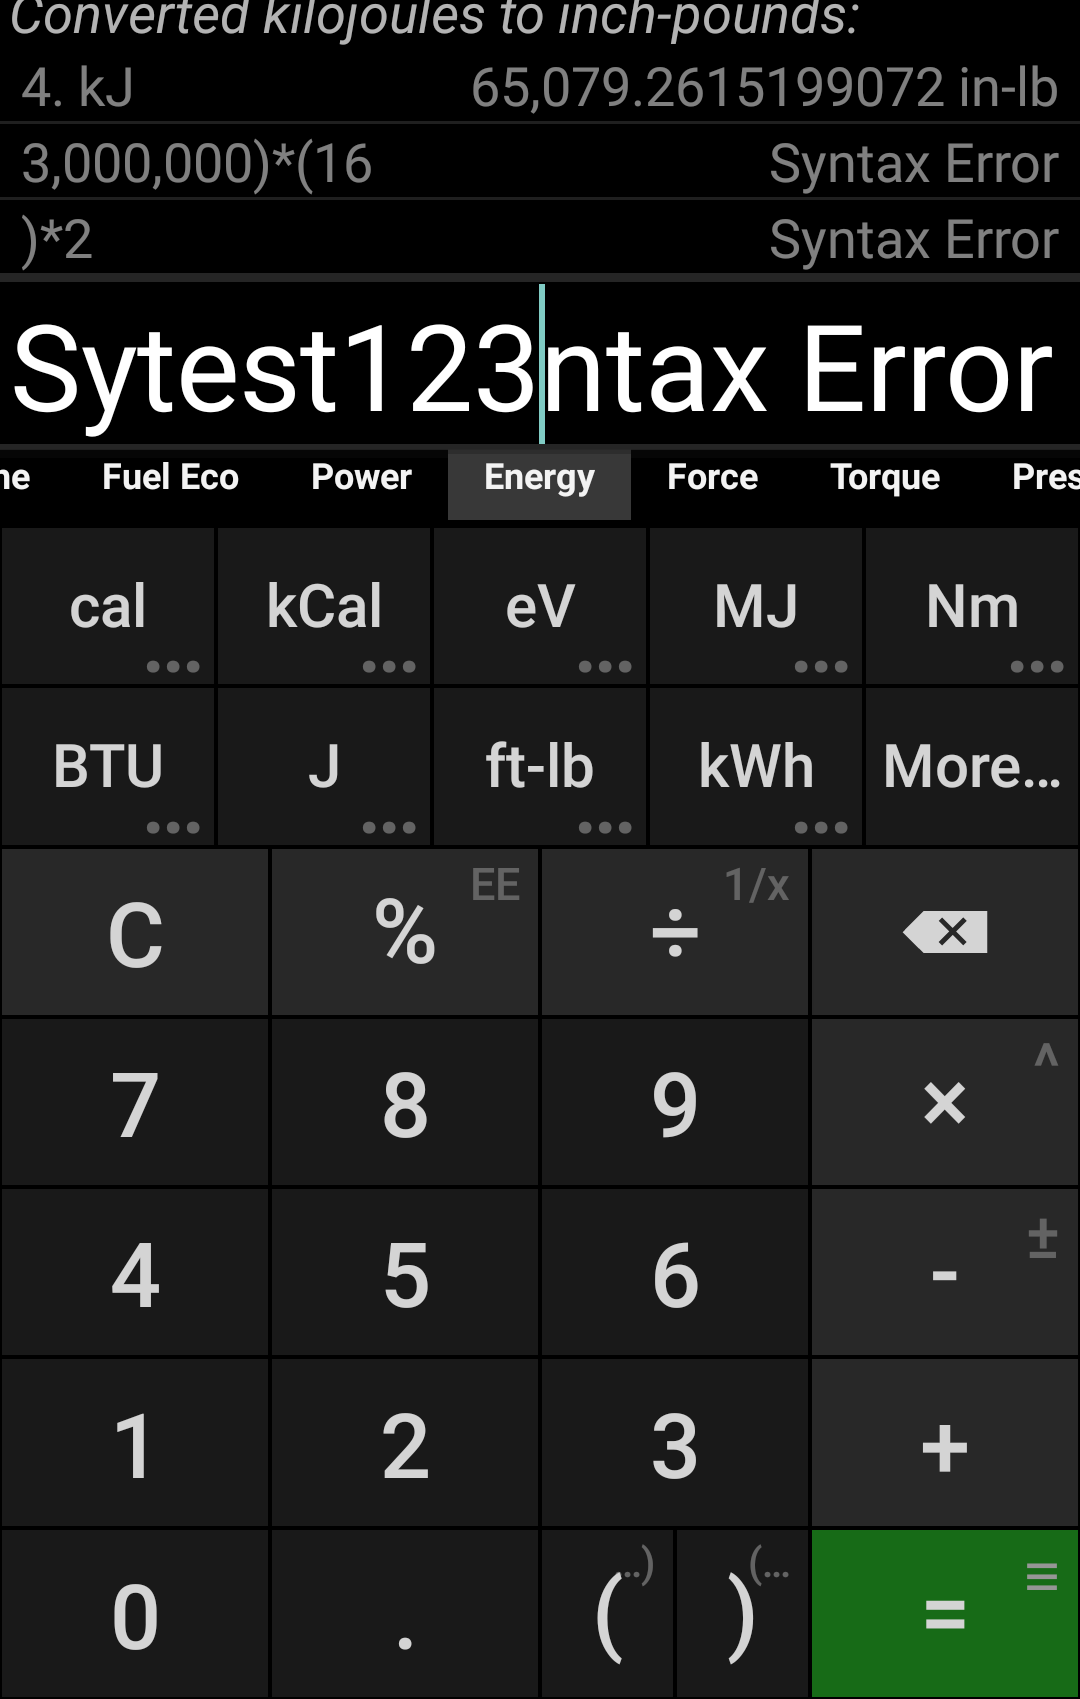 Converted kilojoules to inch-pounds:
4. kJ 65,079.2615199072 in-lb
3,000,000)*(16 Syntax Error
)*2 Syntax Error
Sytest123ntax Error
ne Fuel Eco Power Energy Force Torque Pres
cal kCal eV MJ Nm
... ... ... ... ...
BTU J ft-lb kWh More...
... ... ... ...
C % EE ÷ 1/x
7 8 9 × ^
4 5 6 - ±
1 2 3 +
0 . ( ..) ) (... =